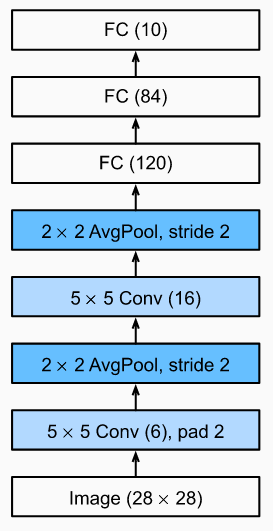 FC (10)
FC (84)
FC (120)
2 × 2 AvgPool, stride 2
5 × 5 Conv (16)
2 × 2 AvgPool, stride 2
5 × 5 Conv (6), pad 2
Image (28 × 28)